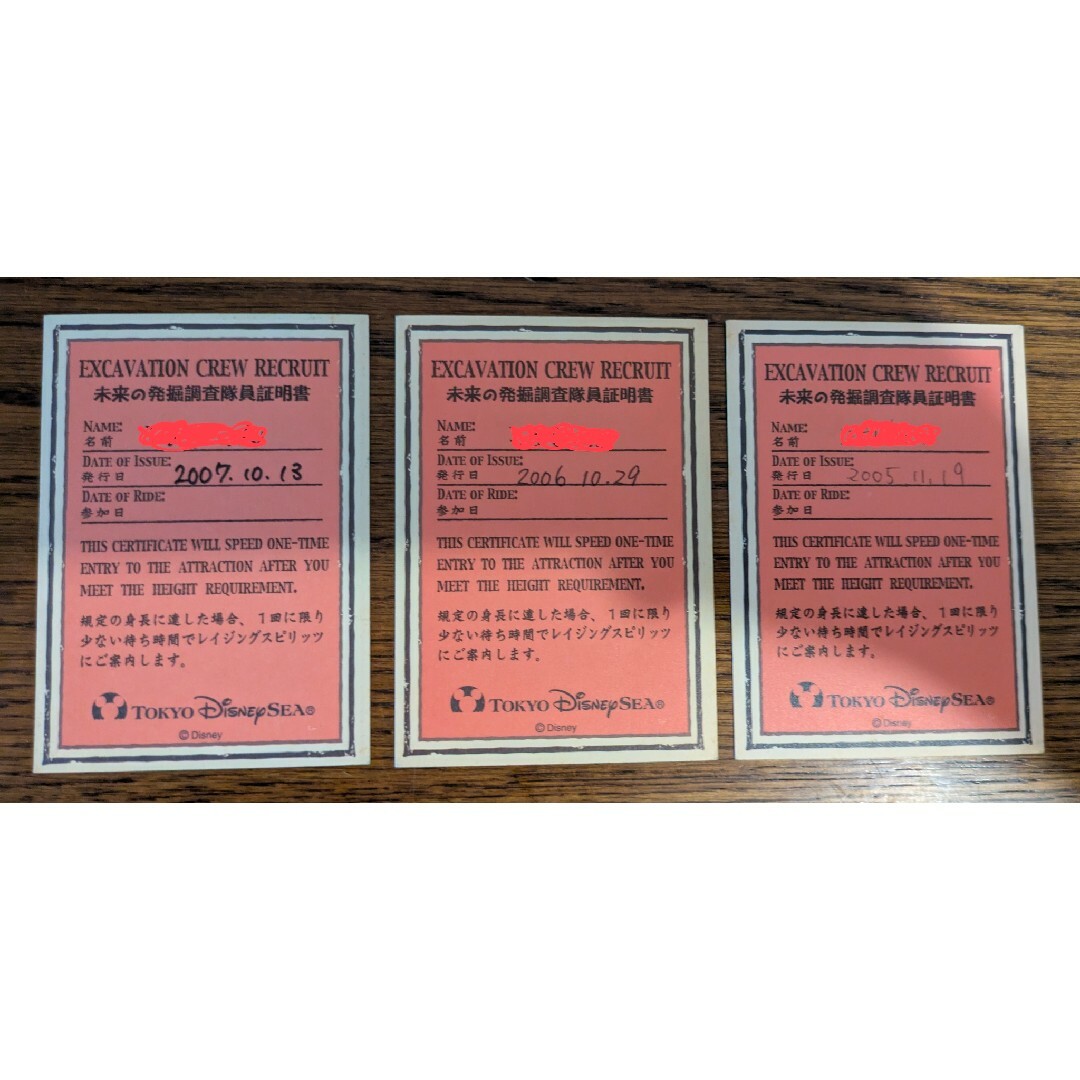 EXCAVATION CREW RECRUIT
未来の発掘調査隊員証明書
NAME:
名前
DATE OF ISSUE:
発行日 2007.10.13
DATE OF RIDE:
参加日
THIS CERTIFICATE WILL SPEED ONE-TIME
ENTRY TO THE ATTRACTION AFTER YOU
MEET THE HEIGHT REQUIREMENT.
規定の身長に達した場合、1回に限り
少ない待ち時間でレイジングスピリッツ
にご案内します。
TOKYO DISNEYSEA®
©Disney
EXCAVATION CREW RECRUIT
未来の発掘調査隊員証明書
NAME:
名前
DATE OF ISSUE:
発行日 2006 10.29
DATE OF RIDE:
参加日
THIS CERTIFICATE WILL SPEED ONE-TIME
ENTRY TO THE ATTRACTION AFTER YOU
MEET THE HEIGHT REQUIREMENT.
規定の身長に達した場合、1回に限り
少ない待ち時間でレイジングスピリッツ
にご案内します。
TOKYO DISNEYSEA®
©Disney
EXCAVATION CREW RECRUIT
未来の発掘調査隊員証明書
NAME:
名前
DATE OF ISSUE:
発行日 2005 11.19
DATE OF RIDE:
参加日
THIS CERTIFICATE WILL SPEED ONE-TIME
ENTRY TO THE ATTRACTION AFTER YOU
MEET THE HEIGHT REQUIREMENT.
規定の身長に達した場合、1回に限り
少ない待ち時間でレイジングスピリッツ
にご案内します。
TOKYO DISNEYSEA®
©Disney